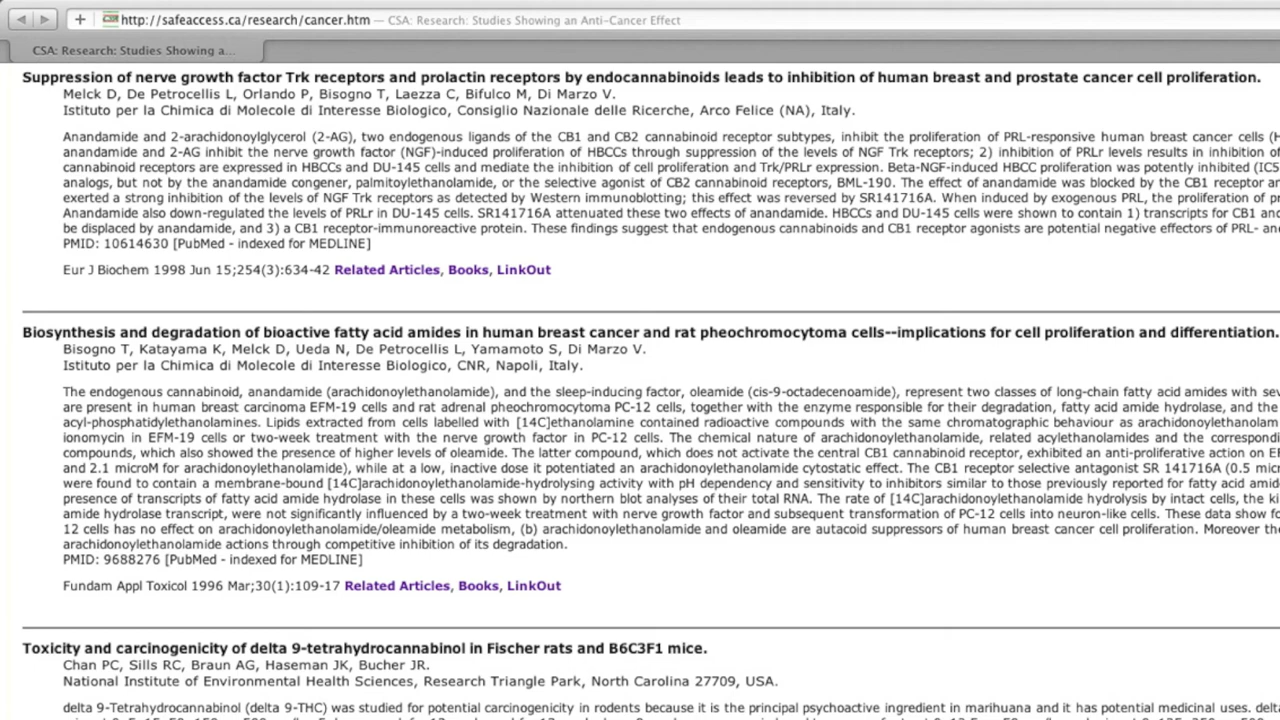 http://safeaccess.ca/research/cancer.htm — CSA: Research: Studies Showing an Anti-Cancer Effect
CSA: Research: Studies Showing a...
Suppression of nerve growth factor Trk receptors and prolactin receptors by endocannabinoids leads to inhibition of human breast and prostate cancer cell proliferation.
Melck D, De Petrocellis L, Orlando P, Bisogno T, Laezza C, Bifulco M, Di Marzo V.
Istituto per la Chimica di Molecole di Interesse Biologico, Consiglio Nazionale delle Ricerche, Arco Felice (NA), Italy.
Anandamide and 2-arachidonoylglycerol (2-AG), two endogenous ligands of the CB1 and CB2 cannabinoid receptor subtypes, inhibit the proliferation of PRL-responsive human breast cancer cells (H
anandamide and 2-AG inhibit the nerve growth factor (NGF)-induced proliferation of HBCCs through suppression of the levels of NGF Trk receptors; 2) inhibition of PRLr levels results in inhibition of
cannabinoid receptors are expressed in HBCCs and DU-145 cells and mediate the inhibition of cell proliferation and Trk/PRLr expression. Beta-NGF-induced HBCC proliferation was potently inhibited (IC5
analogs, but not by the anandamide congener, palmitoylethanolamide, or the selective agonist of CB2 cannabinoid receptors, BML-190. The effect of anandamide was blocked by the CB1 receptor an
exerted a strong inhibition of the levels of NGF Trk receptors as detected by Western immunoblotting; this effect was reversed by SR141716A. When induced by exogenous PRL, the proliferation of pr
Anandamide also down-regulated the levels of PRLr in DU-145 cells. SR141716A attenuated these two effects of anandamide. HBCCs and DU-145 cells were shown to contain 1) transcripts for CB1 and
be displaced by anandamide, and 3) a CB1 receptor-immunoreactive protein. These findings suggest that endogenous cannabinoids and CB1 receptor agonists are potential negative effectors of PRL- and
PMID: 10614630 [PubMed - indexed for MEDLINE]
Eur J Biochem 1998 Jun 15;254(3):634-42 Related Articles, Books, LinkOut
Biosynthesis and degradation of bioactive fatty acid amides in human breast cancer and rat pheochromocytoma cells--implications for cell proliferation and differentiation.
Bisogno T, Katayama K, Melck D, Ueda N, De Petrocellis L, Yamamoto S, Di Marzo V.
Istituto per la Chimica di Molecole di Interesse Biologico, CNR, Napoli, Italy.
The endogenous cannabinoid, anandamide (arachidonoylethanolamide), and the sleep-inducing factor, oleamide (cis-9-octadecenoamide), represent two classes of long-chain fatty acid amides with sev
are present in human breast carcinoma EFM-19 cells and rat adrenal pheochromocytoma PC-12 cells, together with the enzyme responsible for their degradation, fatty acid amide hydrolase, and the
acyl-phosphatidylethanolamines. Lipids extracted from cells labelled with [14C]ethanolamine contained radioactive compounds with the same chromatographic behaviour as arachidonoylethanolam
ionomycin in EFM-19 cells or two-week treatment with the nerve growth factor in PC-12 cells. The chemical nature of arachidonoylethanolamide, related acylethanolamides and the correspondi
compounds, which also showed the presence of higher levels of oleamide. The latter compound, which does not activate the central CB1 cannabinoid receptor, exhibited an anti-proliferative action on EF
and 2.1 microM for arachidonoylethanolamide), while at a low, inactive dose it potentiated an arachidonoylethanolamide cytostatic effect. The CB1 receptor selective antagonist SR 141716A (0.5 micr
were found to contain a membrane-bound [14C]arachidonoylethanolamide-hydrolysing activity with pH dependency and sensitivity to inhibitors similar to those previously reported for fatty acid amid
presence of transcripts of fatty acid amide hydrolase in these cells was shown by northern blot analyses of their total RNA. The rate of [14C]arachidonoylethanolamide hydrolysis by intact cells, the ki
amide hydrolase transcript, were not significantly influenced by a two-week treatment with nerve growth factor and subsequent transformation of PC-12 cells into neuron-like cells. These data show fo
12 cells has no effect on arachidonoylethanolamide/oleamide metabolism, (b) arachidonoylethanolamide and oleamide are autacoid suppressors of human breast cancer cell proliferation. Moreover the
arachidonoylethanolamide actions through competitive inhibition of its degradation.
PMID: 9688276 [PubMed - indexed for MEDLINE]
Fundam Appl Toxicol 1996 Mar;30(1):109-17 Related Articles, Books, LinkOut
Toxicity and carcinogenicity of delta 9-tetrahydrocannabinol in Fischer rats and B6C3F1 mice.
Chan PC, Sills RC, Braun AG, Haseman JK, Bucher JR.
National Institute of Environmental Health Sciences, Research Triangle Park, North Carolina 27709, USA.
delta 9-Tetrahydrocannabinol (delta 9-THC) was studied for potential carcinogenicity in rodents because it is the principal psychoactive ingredient in marihuana and it has potential medicinal uses. delt